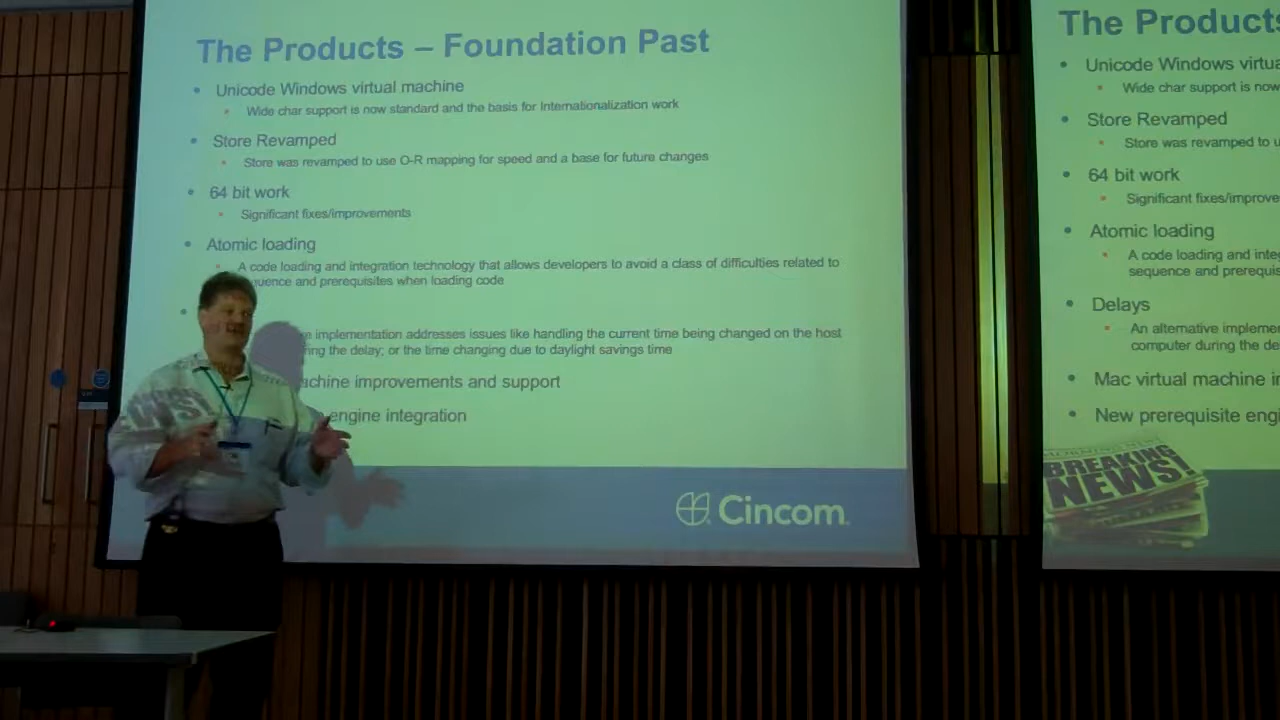 The Products – Foundation Past
• Unicode Windows virtual machine
• Wide char support is now standard and the basis for Internationalization work
• Store Revamped
• Store was revamped to use O-R mapping for speed and a base for future changes
• 64 bit work
• Significant fixes/improvements
• Atomic loading
• A code loading and integration technology that allows developers to avoid a class of difficulties related to
uence and prerequisites when loading code
•
implementation addresses issues like handling the current time being changed on the host
ring the delay; or the time changing due to daylight savings time
achine improvements and support
engine integration
Cincom
The Products
• Unicode Windows virtua
• Wide char support is now
• Store Revamped
• Store was revamped to u
• 64 bit work
• Significant fixes/improve
• Atomic loading
• A code loading and inte
sequence and prerequis
• Delays
• An alternative impleme
computer during the de
• Mac virtual machine i
• New prerequisite engi
BREAKING
NEWS!